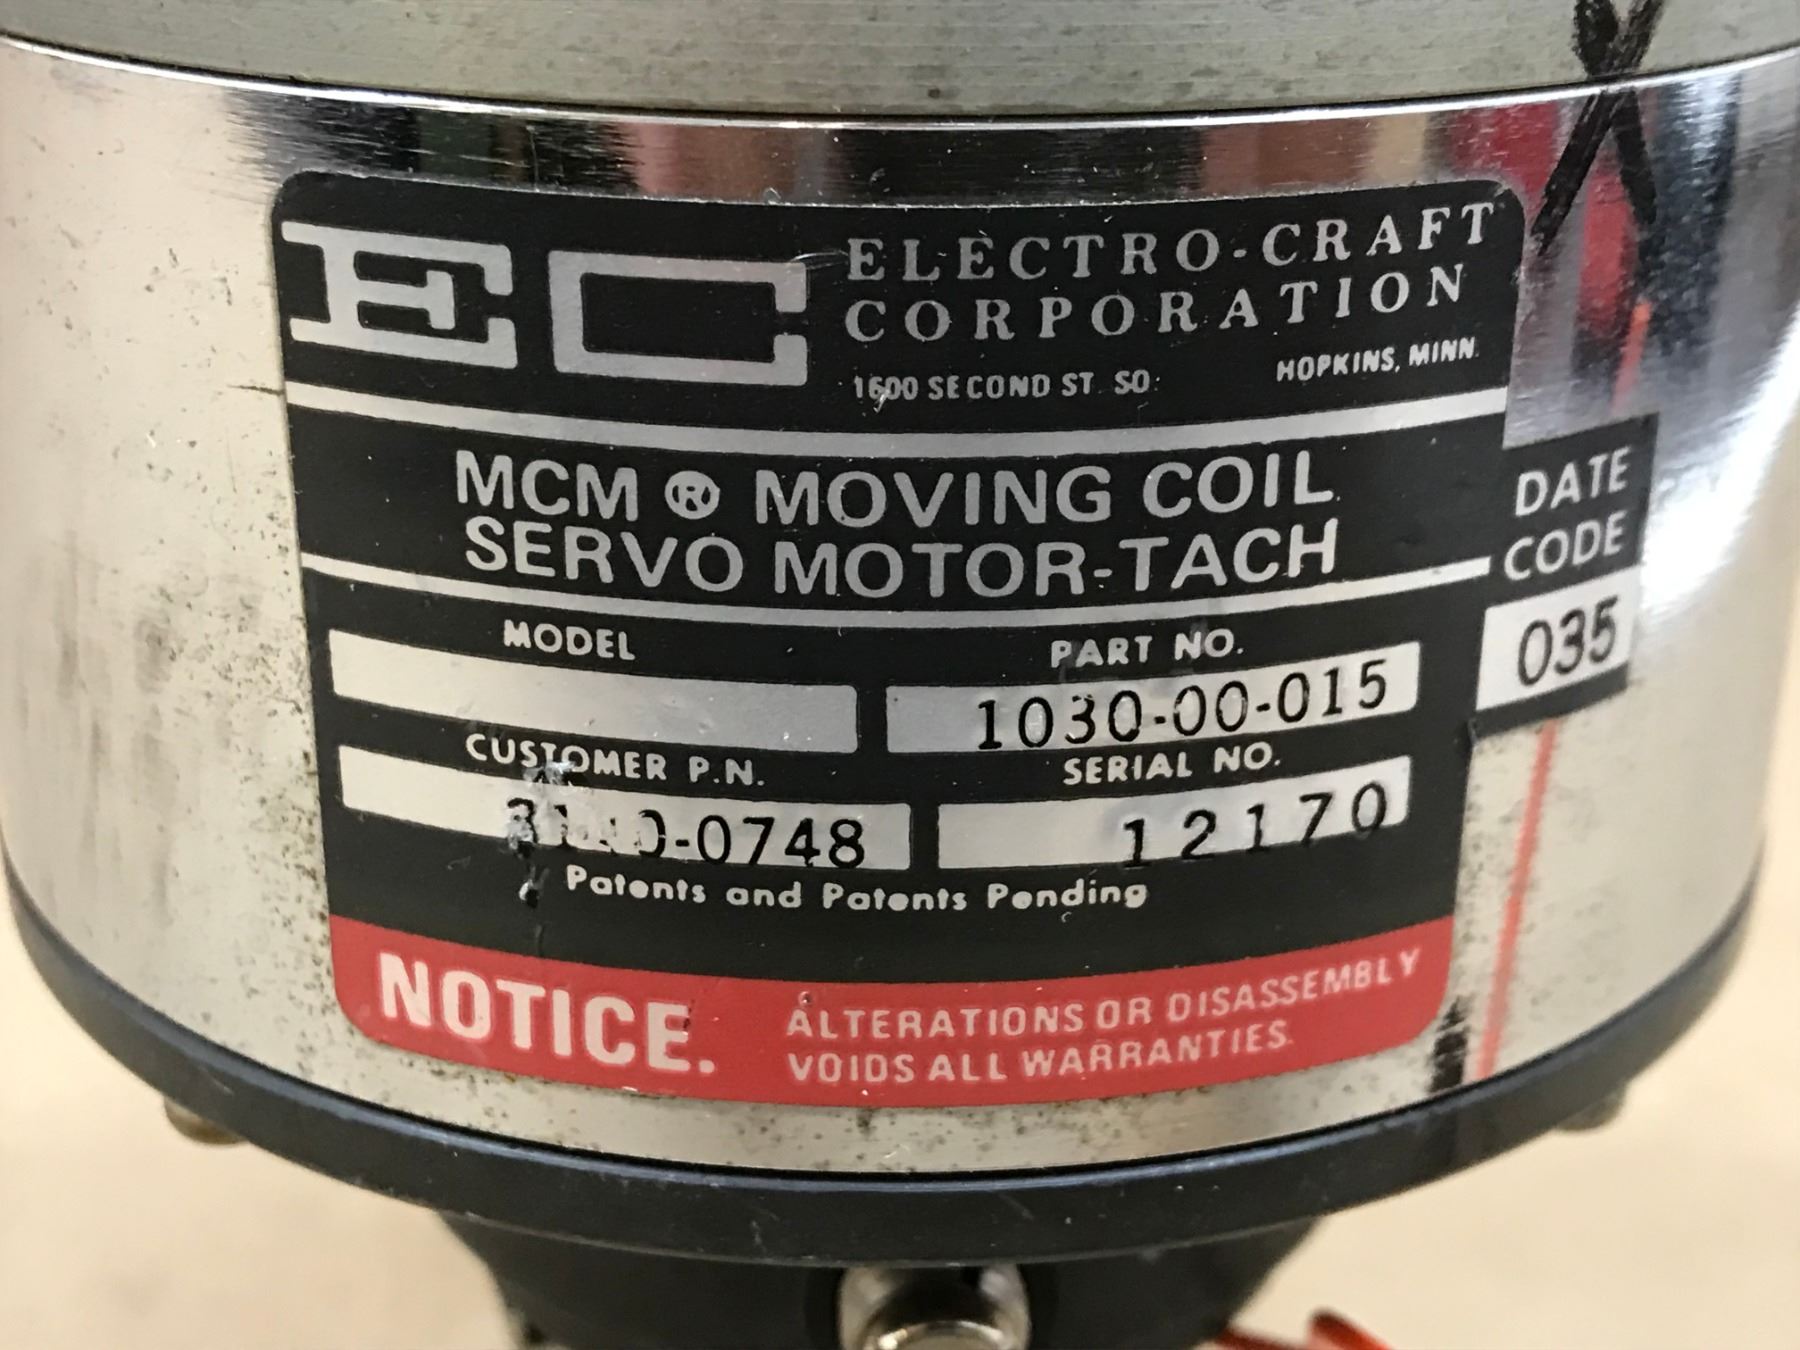 EC
ELECTRO-CRAFT
CORPORATION
1600 SECOND ST. SO. HOPKINS, MINN.
MCM ® MOVING COIL
SERVO MOTOR-TACH
DATE
CODE
035
MODEL PART NO.
1030-00-015
CUSTOMER P.N. SERIAL NO.
12170
Patents and Patents Pending
NOTICE. ALTERATIONS OR DISASSEMBLY
VOIDS ALL WARRANTIES.